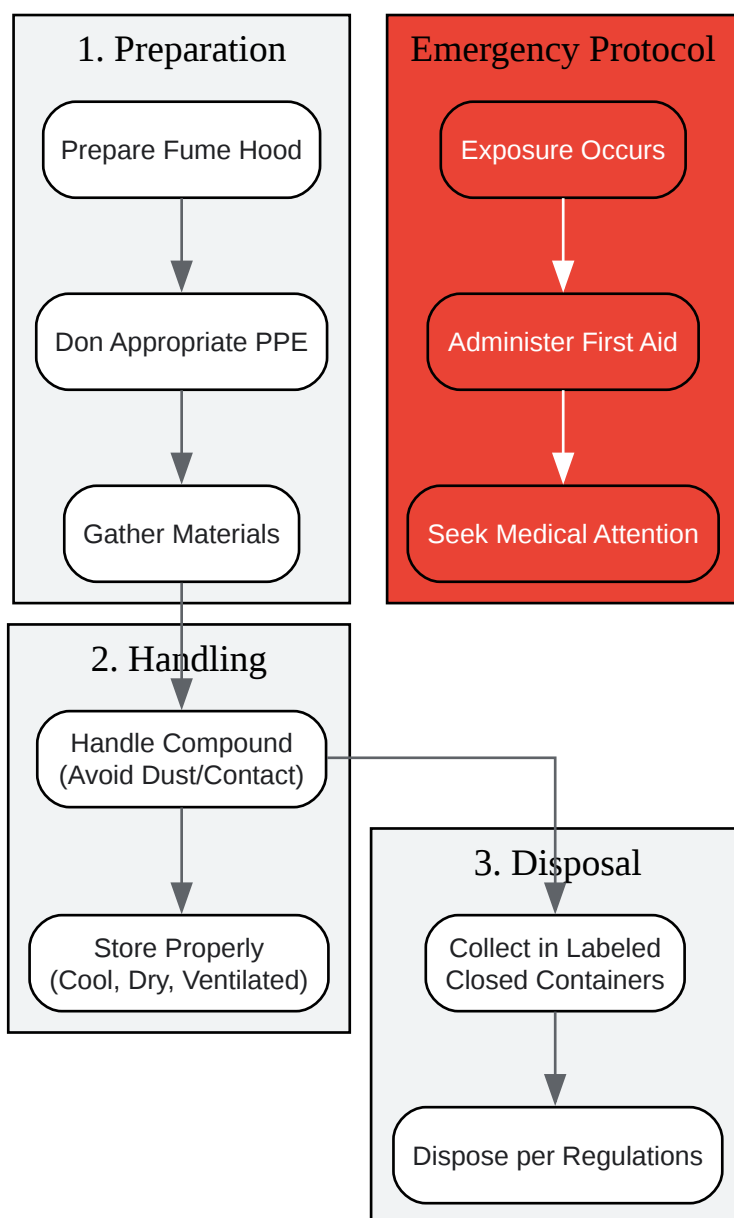 1. Preparation
Prepare Fume Hood
Don Appropriate PPE
Gather Materials
Emergency Protocol
Exposure Occurs
Administer First Aid
Seek Medical Attention
2. Handling
Handle Compound
(Avoid Dust/Contact)
Store Properly
(Cool, Dry, Ventilated)
3. Disposal
Collect in Labeled
Closed Containers
Dispose per Regulations